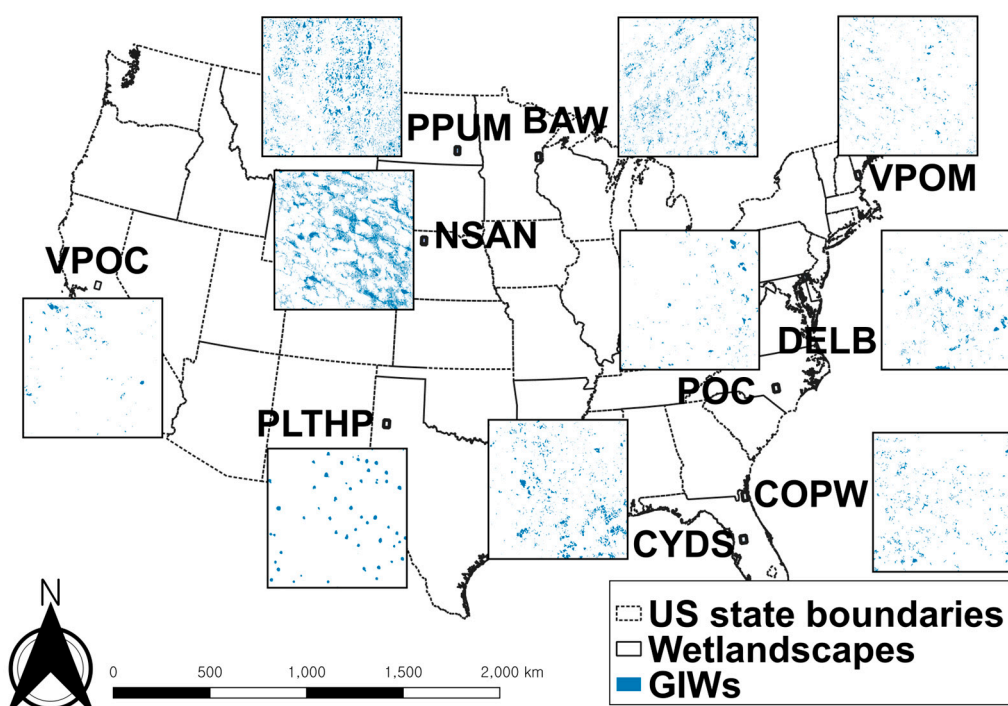 PPUM
BAW
VPOM
NSAN
VPOC
DELB
POC
PLTHP
COPW
CYDS
N
0 500 1,000 1,500 2,000 km
US state boundaries
Wetlandscapes
GIWs